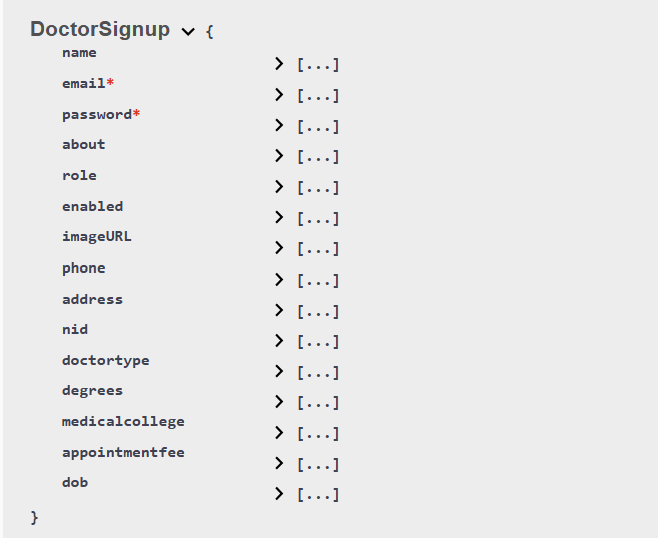 DoctorSignup {
name [...]
email* [...]
password* [...]
about [...]
role [...]
enabled [...]
imageURL [...]
phone [...]
address [...]
nid [...]
doctortype [...]
degrees [...]
medicalcollege [...]
appointmentfee [...]
dob [...]
}